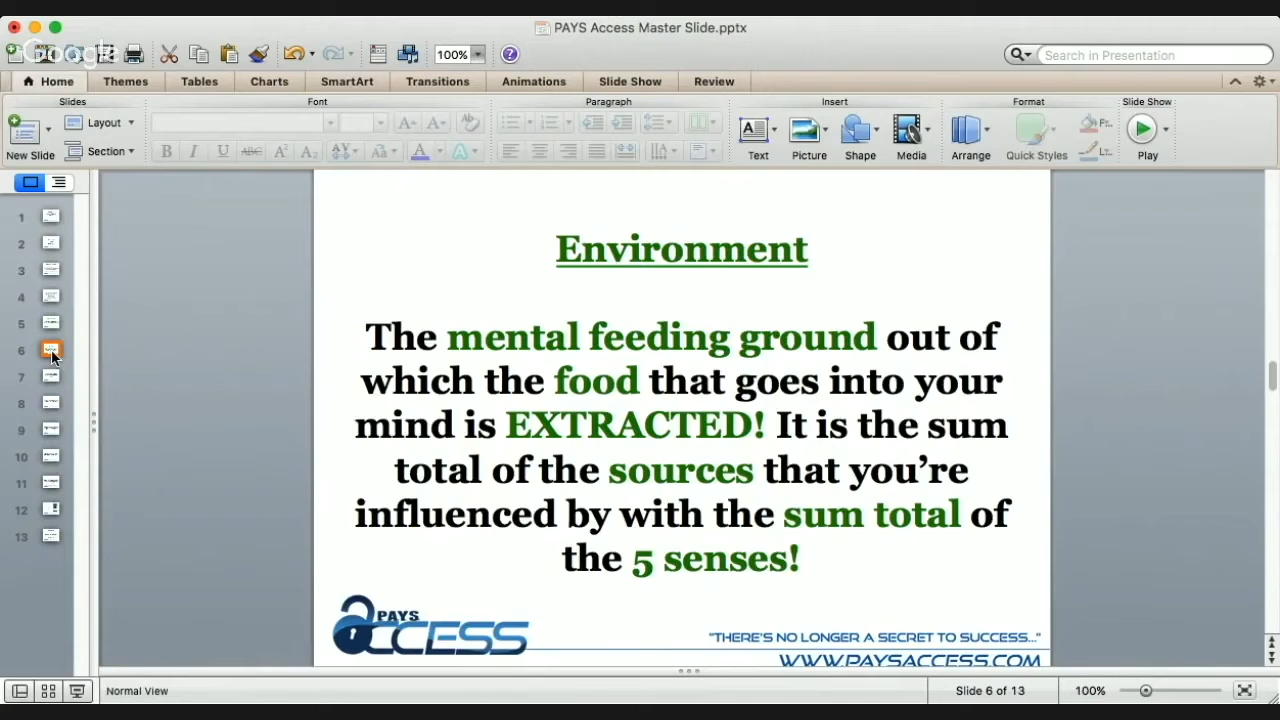 PAYS Access Master Slide.pptx
Google
100%
Search in Presentation
Home Themes Tables Charts SmartArt Transitions Animations Slide Show Review
Slides Font Paragraph Insert Format Slide Show
Layout
Section
New Slide
B I U ABC A A
Text Picture Shape Media Arrange Quick Styles Play
1
2
3
4
5
6
7
8
9
10
11
12
13
Environment
The mental feeding ground out of
which the food that goes into your
mind is EXTRACTED! It is the sum
total of the sources that you’re
influenced by with the sum total of
the 5 senses!
PAYS
ACCESS
"THERE'S NO LONGER A SECRET TO SUCCESS..."
WWW.PAYSACCESS.COM
Normal View
Slide 6 of 13
100%